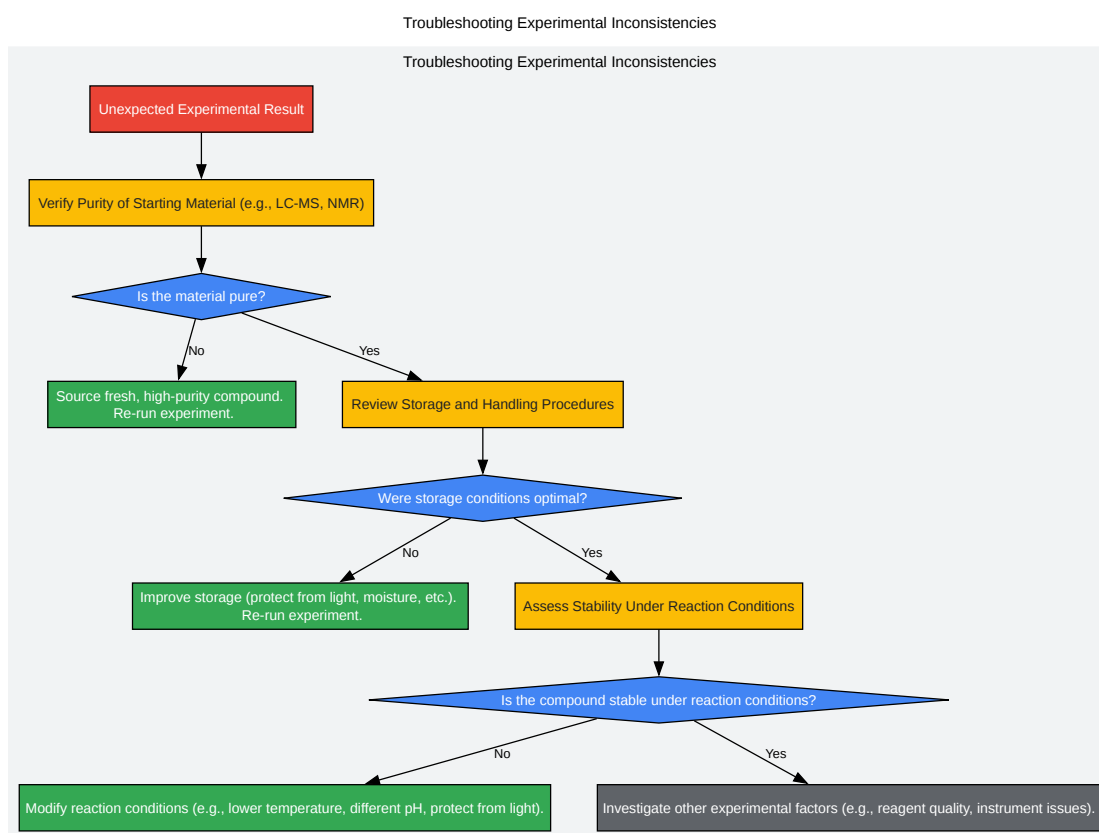 Troubleshooting Experimental Inconsistencies
Troubleshooting Experimental Inconsistencies
Unexpected Experimental Result
Verify Purity of Starting Material (e.g., LC-MS, NMR)
Is the material pure?
No
Yes
Source fresh, high-purity compound.
Re-run experiment.
Review Storage and Handling Procedures
Were storage conditions optimal?
No
Yes
Improve storage (protect from light, moisture, etc.).
Re-run experiment.
Assess Stability Under Reaction Conditions
Is the compound stable under reaction conditions?
No
Yes
Modify reaction conditions (e.g., lower temperature, different pH, protect from light).
Investigate other experimental factors (e.g., reagent quality, instrument issues).